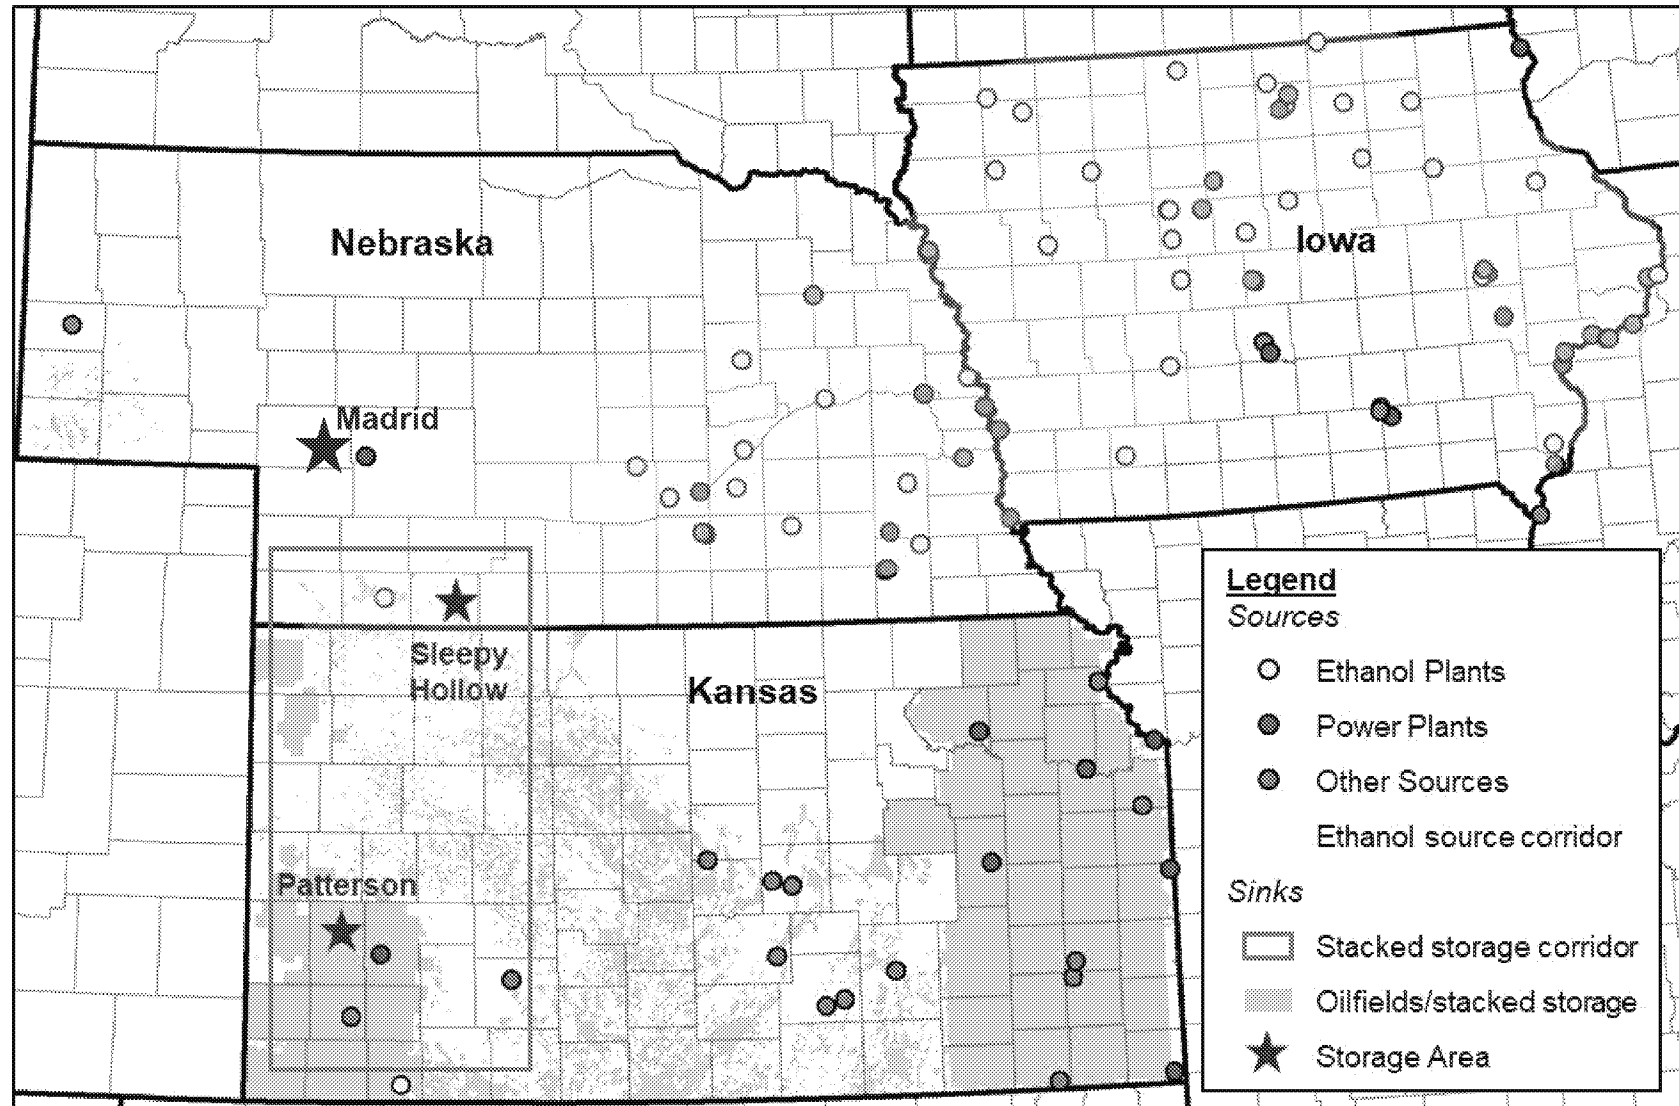 Nebraska
Iowa
Madrid
Sleepy
Hollow
Kansas
Patterson
Legend
Sources
Ethanol Plants
Power Plants
Other Sources
Ethanol source corridor
Sinks
Stacked storage corridor
Oilfields/stacked storage
Storage Area